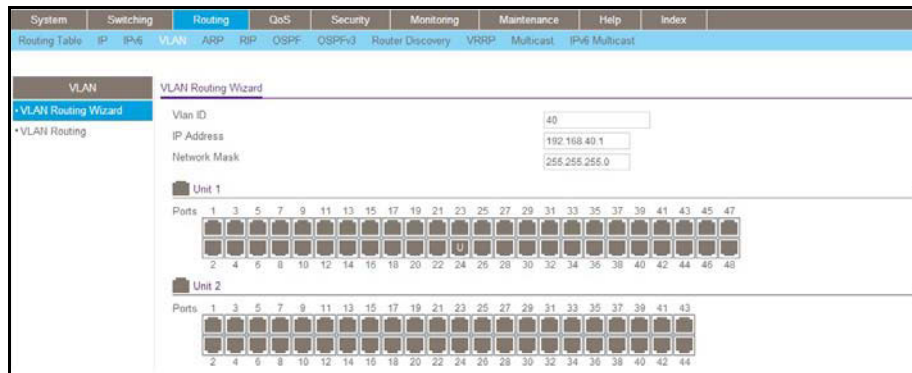 System Switching Routing QoS Security Monitoring Maintenance Help Index
Routing Table IP IPv6 VLAN ARP RIP OSPF OSPFv3 Router Discovery VRRP Multicast IPv6 Multicast
VLAN
• VLAN Routing Wizard
• VLAN Routing
VLAN Routing Wizard
Vlan ID 40
IP Address 192.168.40.1
Network Mask 255.255.255.0
Unit 1
Ports 1 3 5 7 9 11 13 15 17 19 21 23 25 27 29 31 33 35 37 39 41 43 45 47
U
2 4 6 8 10 12 14 16 18 20 22 24 26 28 30 32 34 36 38 40 42 44 46 48
Unit 2
Ports 1 3 5 7 9 11 13 15 17 19 21 23 25 27 29 31 33 35 37 39 41 43
2 4 6 8 10 12 14 16 18 20 22 24 26 28 30 32 34 36 38 40 42 44